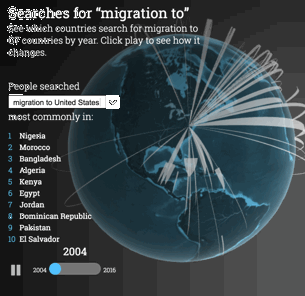 Searches for “migration to”
See which countries search for migration to
countries by year. Click play to see how it
changes.
People searched
migration to United States
most commonly in:
1 Nigeria
2 Morocco
3 Bangladesh
4 Algeria
5 Kenya
6 Egypt
7 Jordan
8 Dominican Republic
9 Pakistan
10 El Salvador
2004
2004 2016